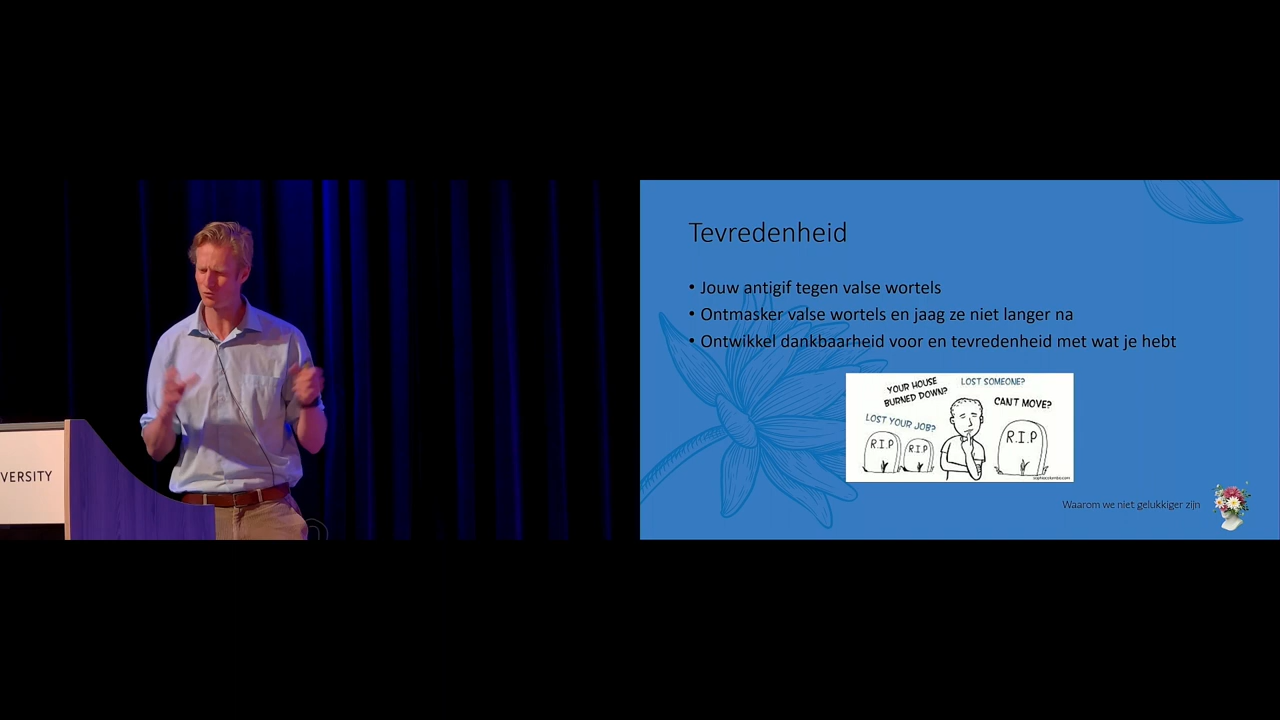 VERSITY
Tevredenheid
• Jouw antigif tegen valse wortels
• Ontmasker valse wortels en jaag ze niet langer na
• Ontwikkel dankbaarheid voor en tevredenheid met wat je hebt
YOUR HOUSE
BURNED DOWN?
LOST SOMEONE?
CAN'T MOVE?
LOST YOUR JOB?
R.I.P
R.I.P
R.I.P
Waarom we niet gelukkiger zijn